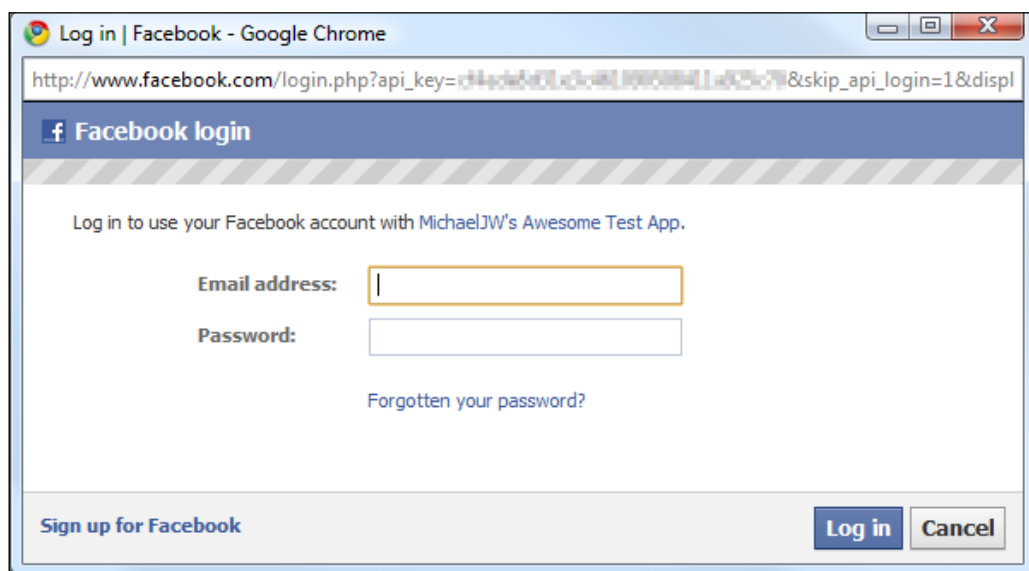 Log in | Facebook - Google Chrome
http://www.facebook.com/login.php?api_key= &skip_api_login=1&displ
f Facebook login
Log in to use your Facebook account with MichaelJW's Awesome Test App.
Email address:
Password:
Forgotten your password?
Sign up for Facebook
Log in Cancel